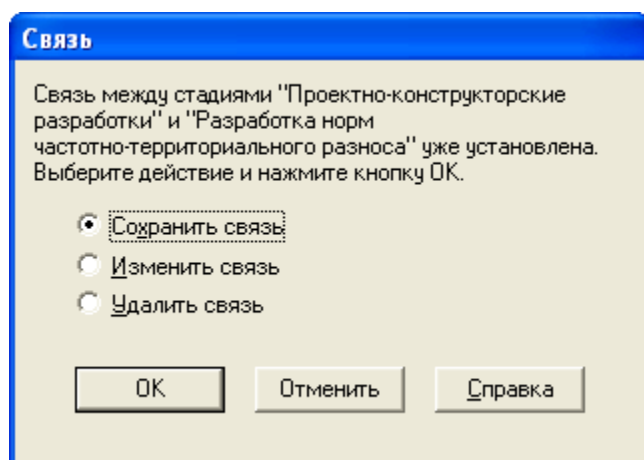 Связь
Связь между стадиями "Проектно-конструкторские
разработки" и "Разработка норм
частотно-территориального разноса" уже установлена.
Выберите действие и нажмите кнопку ОК.
Сохранить связь
Изменить связь
Удалить связь
ОК
Отменить
Справка